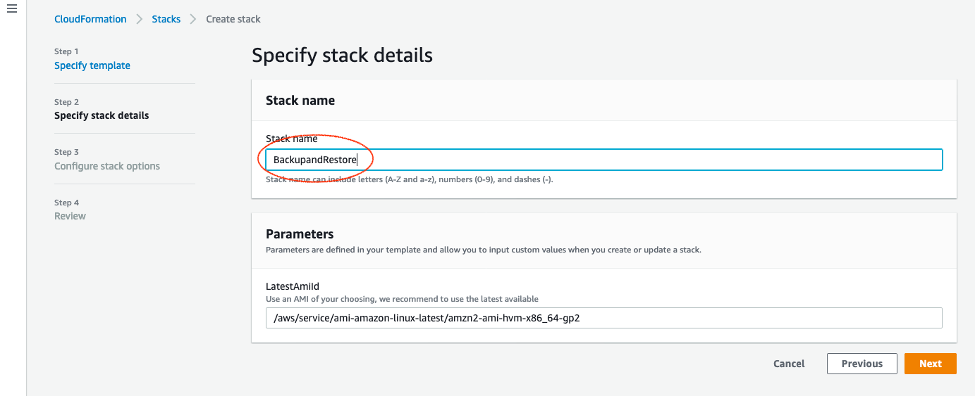 CloudFormation > Stacks > Create stack
Step 1
Specify template
Step 2
Specify stack details
Step 3
Configure stack options
Step 4
Review
Specify stack details
Stack name
Stack name
BackupandRestore
Stack name can include letters (A-Z and a-z), numbers (0-9), and dashes (-).
Parameters
Parameters are defined in your template and allow you to input custom values when you create or update a stack.
LatestAmiId
Use an AMI of your choosing, we recommend to use the latest available
/aws/service/ami-amazon-linux-latest/amzn2-ami-hvm-x86_64-gp2
Cancel Previous Next